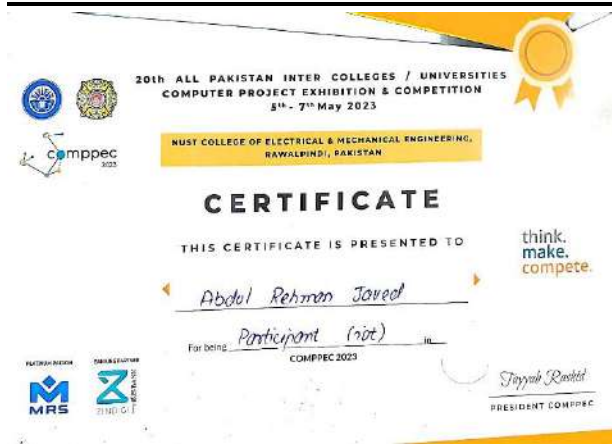 20th ALL PAKISTAN INTER COLLEGES / UNIVERSITIES
COMPUTER PROJECT EXHIBITION & COMPETITION
5th - 7th May 2023
comppec
2023
NUST COLLEGE OF ELECTRICAL & MECHANICAL ENGINEERING,
RAWALPINDI, PAKISTAN
CERTIFICATE
THIS CERTIFICATE IS PRESENTED TO
think.
make.
compete.
Abdul Rehman Javed
For being Participant (riot) in
COMPPEC 2023
MRS
ZINDIGI
Tayyab Rashid
PRESIDENT COMPPEC